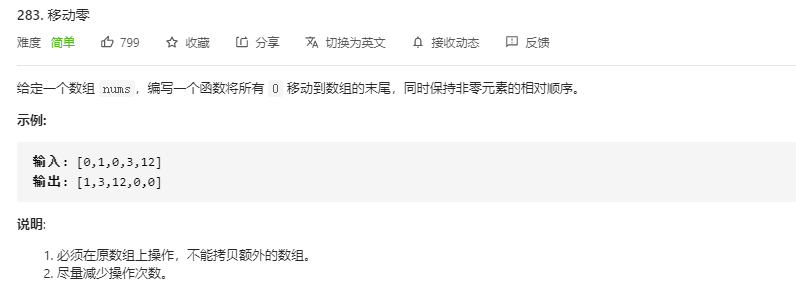 283. 移动零
难度 简单 799 收藏 分享 切换为英文 接收动态 反馈
给定一个数组 nums，编写一个函数将所有 0 移动到数组的末尾，同时保持非零元素的相对顺序。
示例:
输入: [0,1,0,3,12]
输出: [1,3,12,0,0]
说明:
1. 必须在原数组上操作，不能拷贝额外的数组。
2. 尽量减少操作次数。